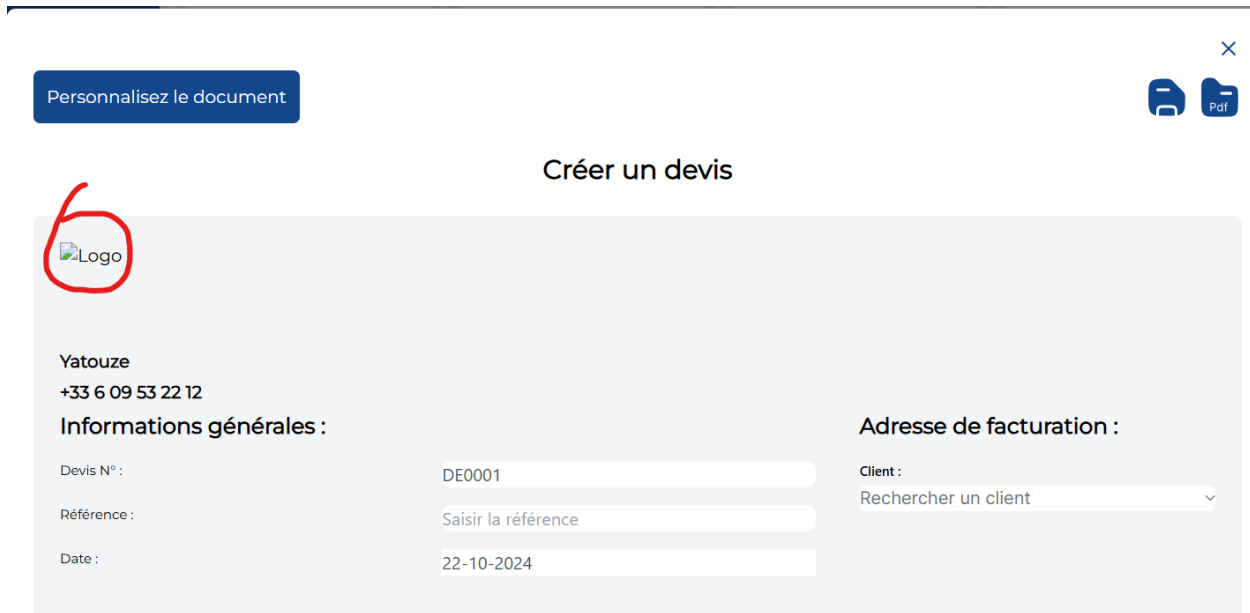 Personnalisez le document
Pdf
Créer un devis
Logo
Yatouze
+33 6 09 53 22 12
Informations générales :
Adresse de facturation :
Devis N° :
DE0001
Client :
Rechercher un client
Référence :
Saisir la référence
Date :
22-10-2024